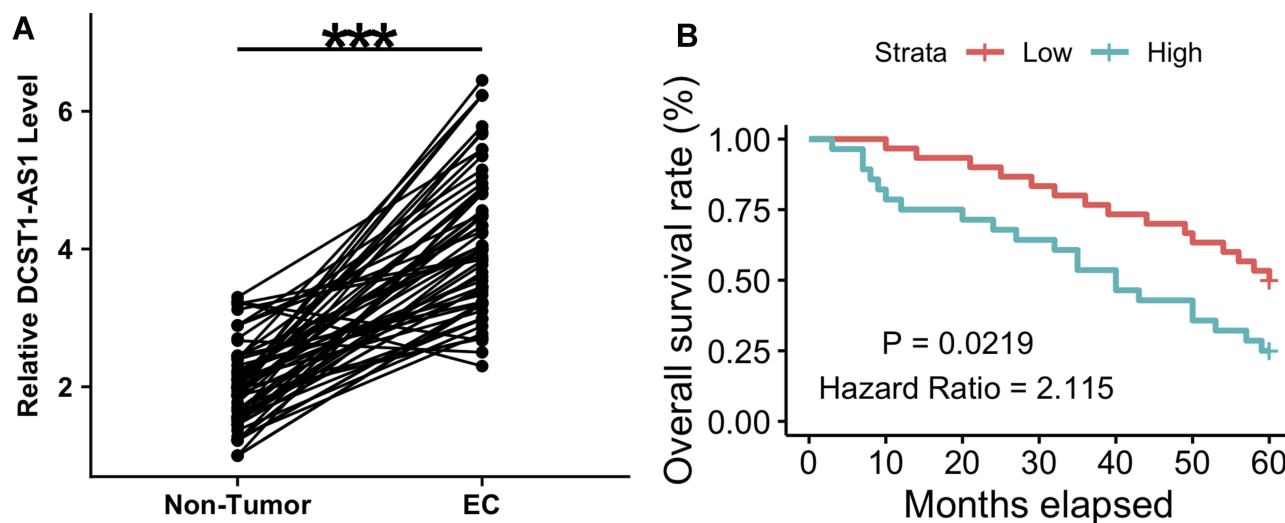 A
***
Relative DCST1-AS1 Level
6
4
2
Non-Tumor EC
B
Strata Low High
Overall survival rate (%)
1.00
0.75
0.50
0.25
0.00
P = 0.0219
Hazard Ratio = 2.115
0 10 20 30 40 50 60
Months elapsed